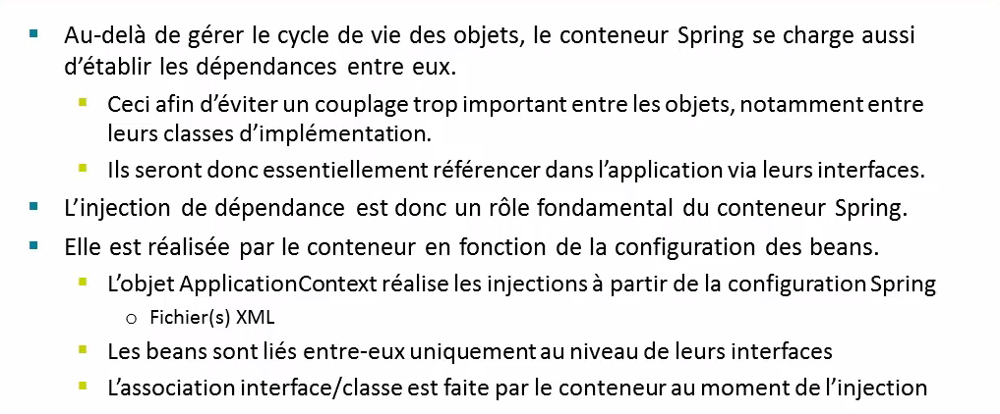 Au-delà de gérer le cycle de vie des objets, le conteneur Spring se charge aussi
d’établir les dépendances entre eux.
Ceci afin d’éviter un couplage trop important entre les objets, notamment entre
leurs classes d’implémentation.
Ils seront donc essentiellement référencer dans l’application via leurs interfaces.
L’injection de dépendance est donc un rôle fondamental du conteneur Spring.
Elle est réalisée par le conteneur en fonction de la configuration des beans.
L’objet ApplicationContext réalise les injections à partir de la configuration Spring
o Fichier(s) XML
Les beans sont liés entre-eux uniquement au niveau de leurs interfaces
L’association interface/classe est faite par le conteneur au moment de l’injection